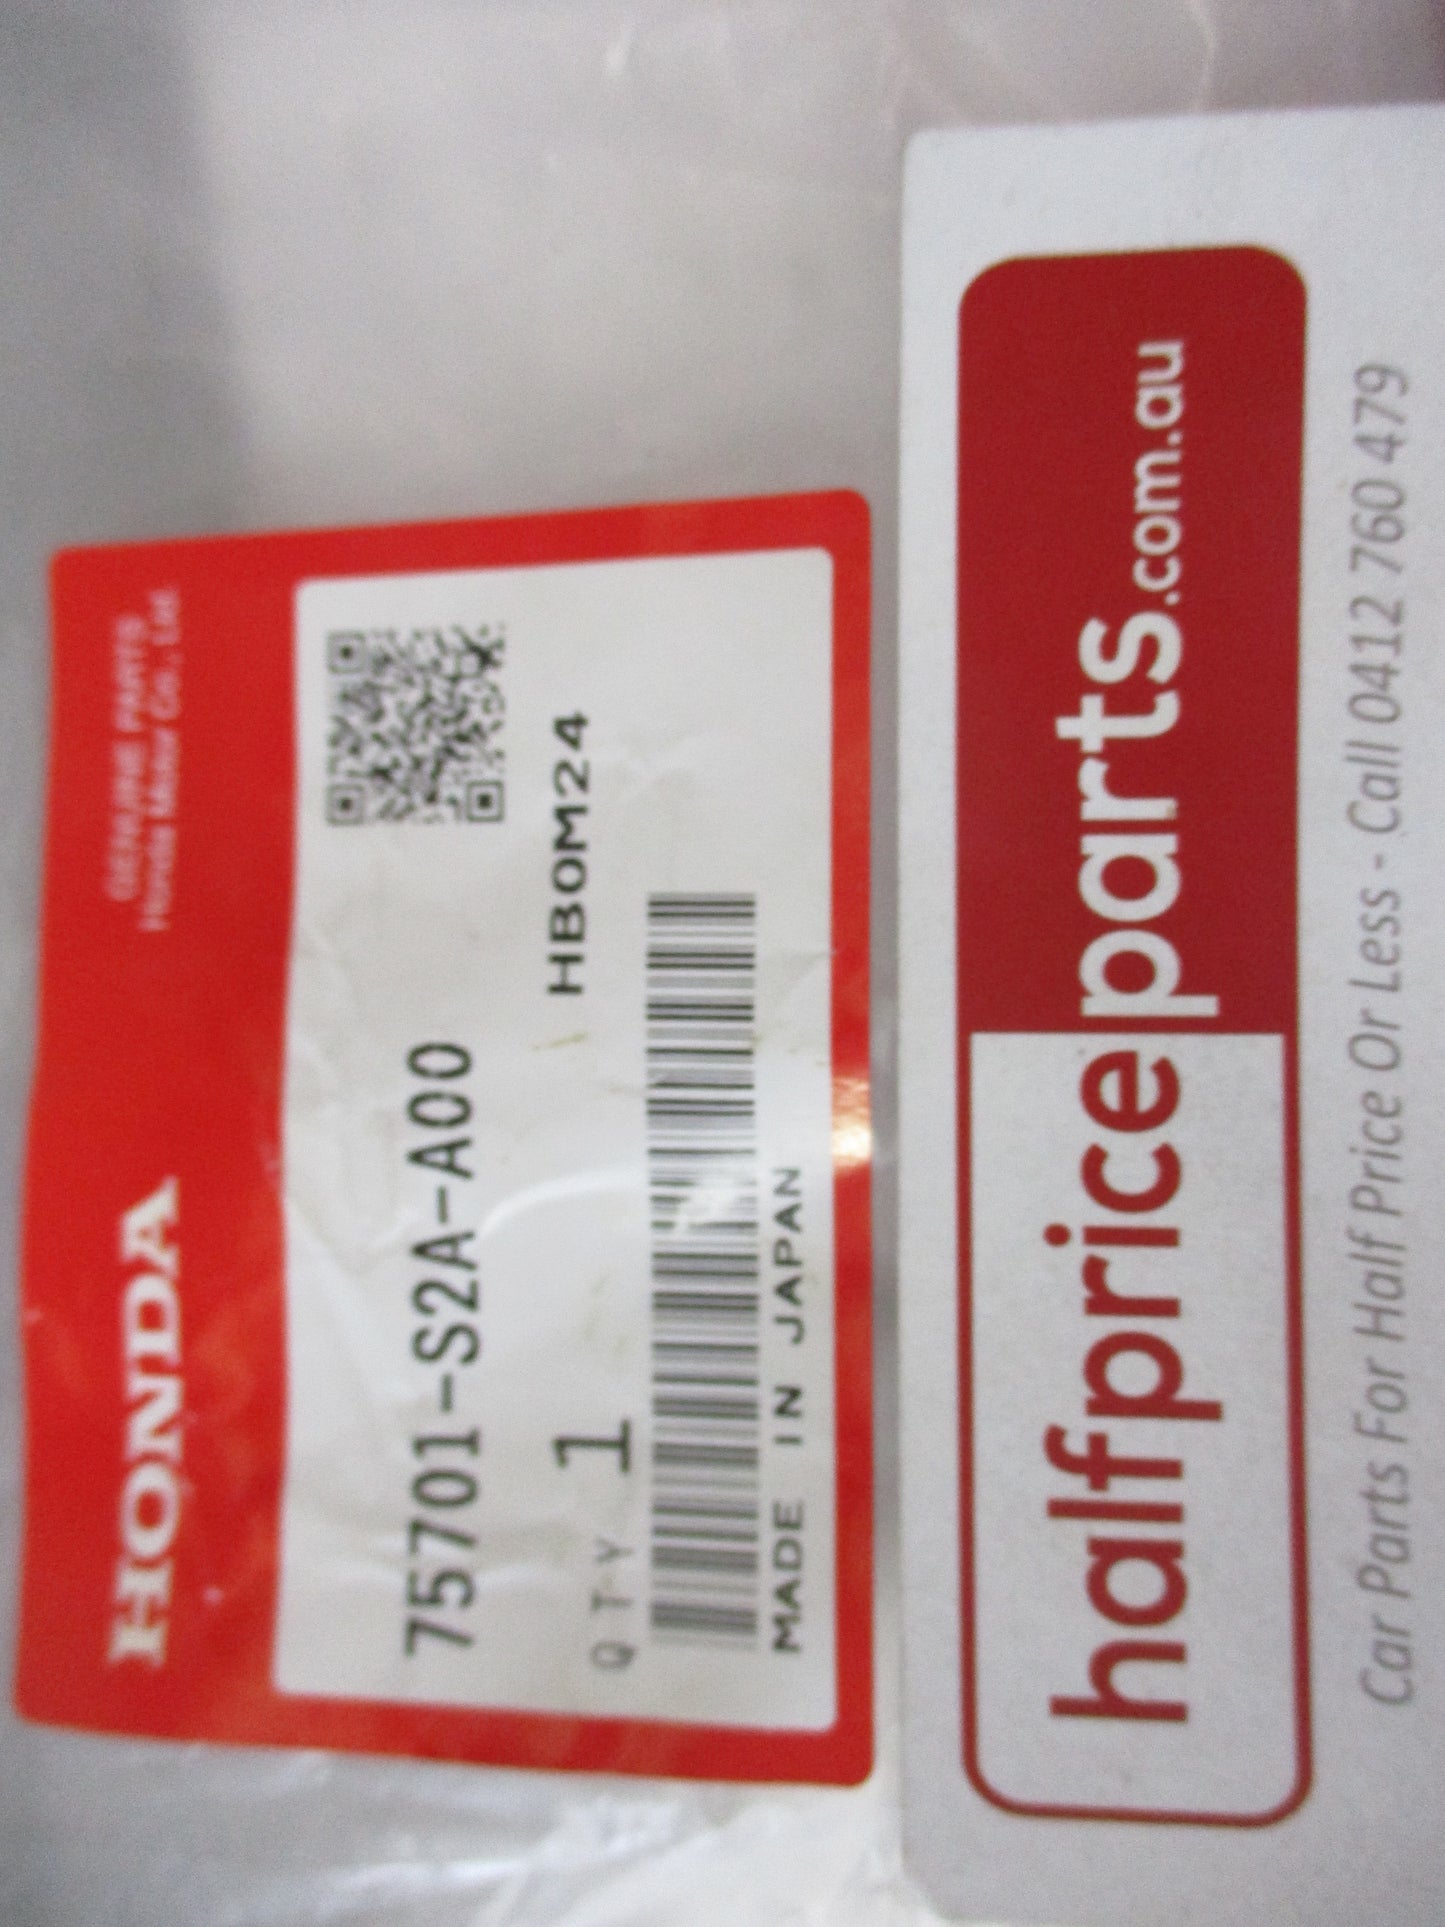 HONDA
GENUINE PARTS
Honda Motor Co., Ltd.
75701-S2A-A00
QTY 1
HB0M24
MADE IN JAPAN
halfpriceparts.com.au
Car Parts For Half Price Or Less - Call 0412 760 479